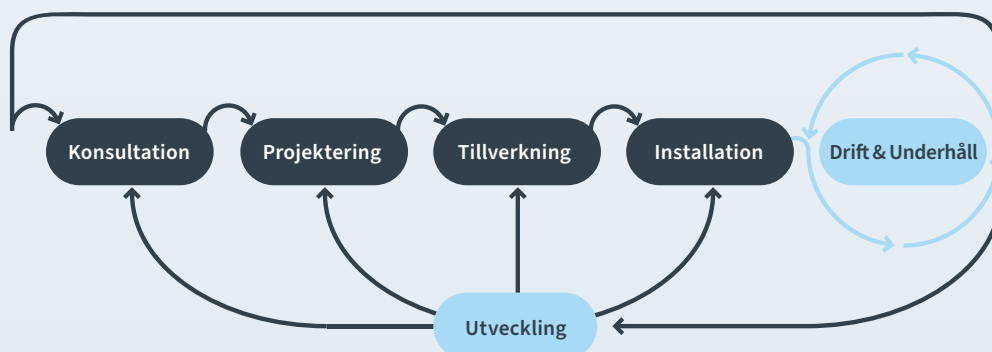 Konsultation
Projektering
Tillverkning
Installation
Drift & Underhåll
Utveckling